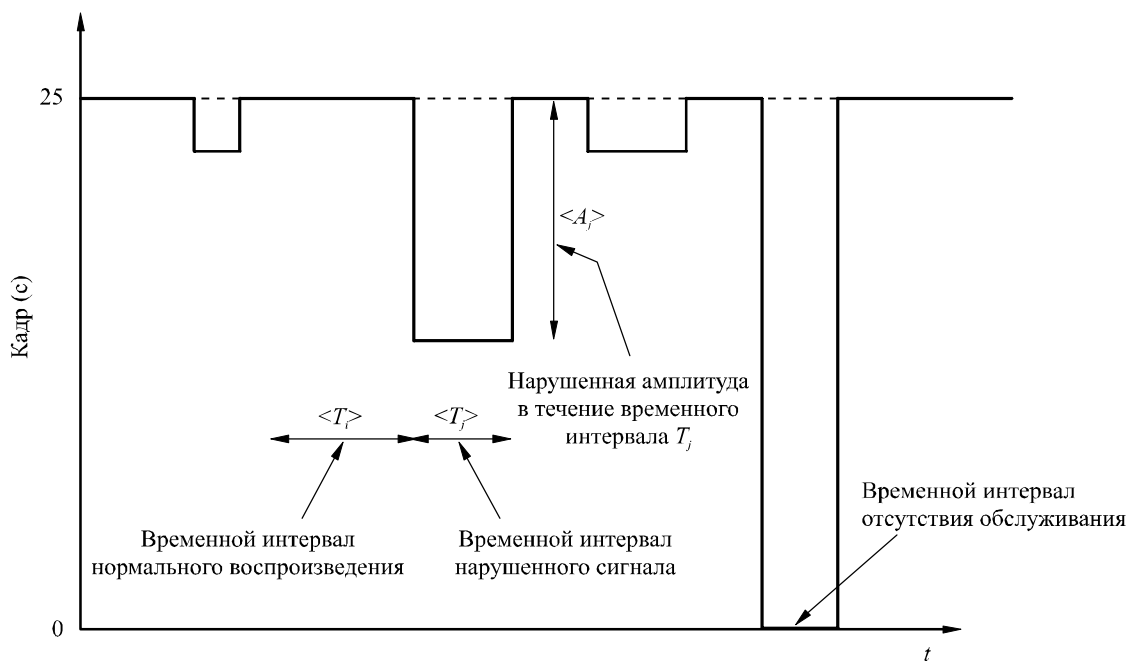 25
<Aj>
Кадр (с)
Нарушенная амплитуда
в течение временного
интервала Tj
<Ti>
<Tj>
Временной интервал
отсутствия обслуживания
Временной интервал
нормального воспроизведения
Временной интервал
нарушенного сигнала
0
t